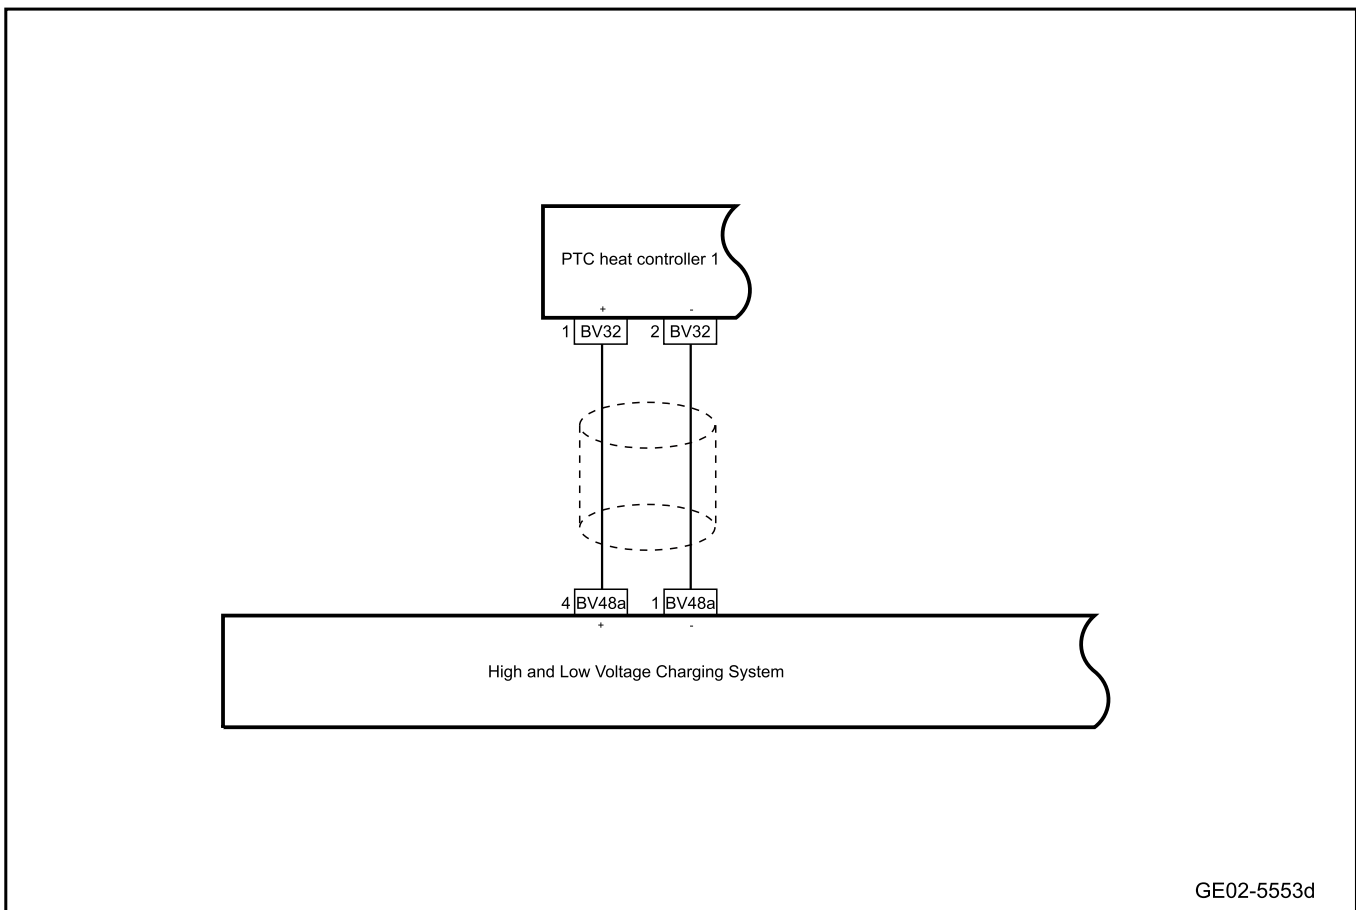 PTC heat controller 1
+ -
1 BV32 2 BV32
4 BV48a 1 BV48a
+ -
High and Low Voltage Charging System
GE02-5553d